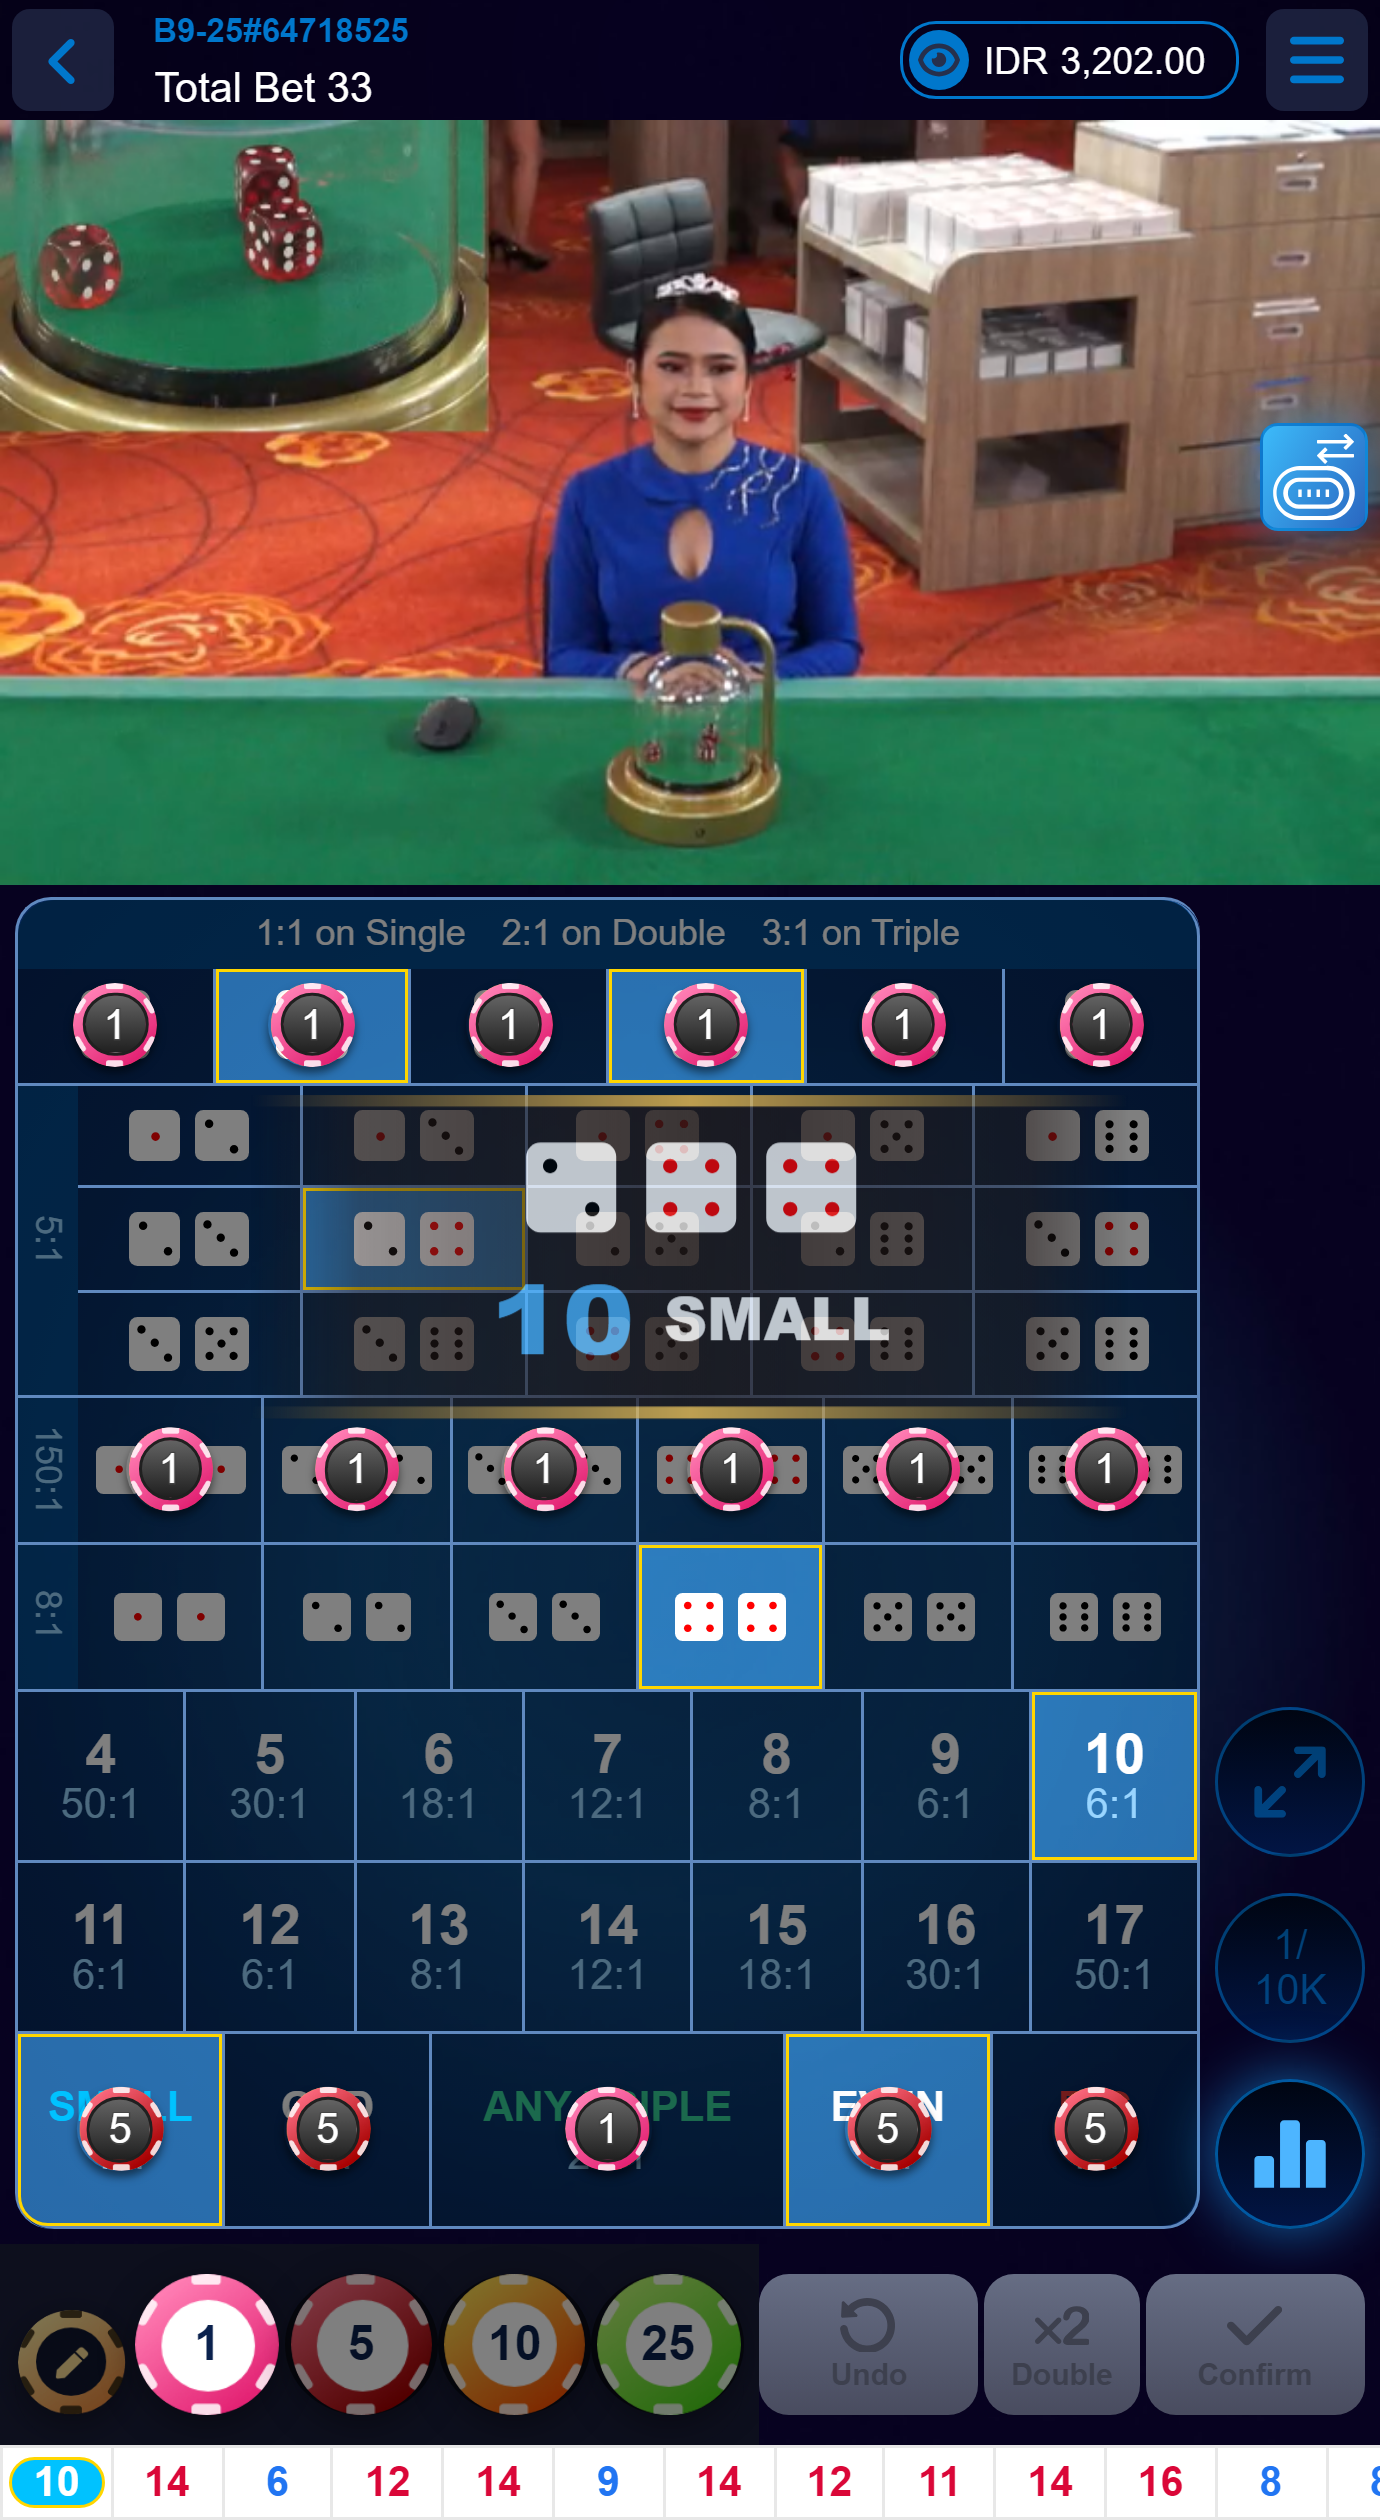 B9-25#64718525
Total Bet 33
IDR 3,202.00
1:1 on Single 2:1 on Double 3:1 on Triple
1 1 1 1 1 1
5:1
10 SMALL
150:1
1 1 1 1 1 1
8:1
4 5 6 7 8 9 10
50:1 30:1 18:1 12:1 8:1 6:1 6:1
11 12 13 14 15 16 17
6:1 6:1 8:1 12:1 18:1 30:1 50:1
1/
10K
5 5 1 5 5
1 5 10 25
x2
Undo Double Confirm
10 14 6 12 14 9 14 12 11 14 16 8